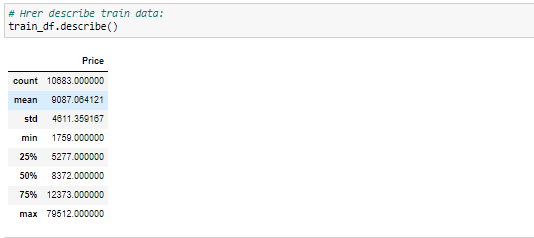 # Hrer describe train data:
train_df.describe()
Price
count 10683.000000
mean 9087.064121
std 4611.359167
min 1759.000000
25% 5277.000000
50% 8372.000000
75% 12373.000000
max 79512.000000